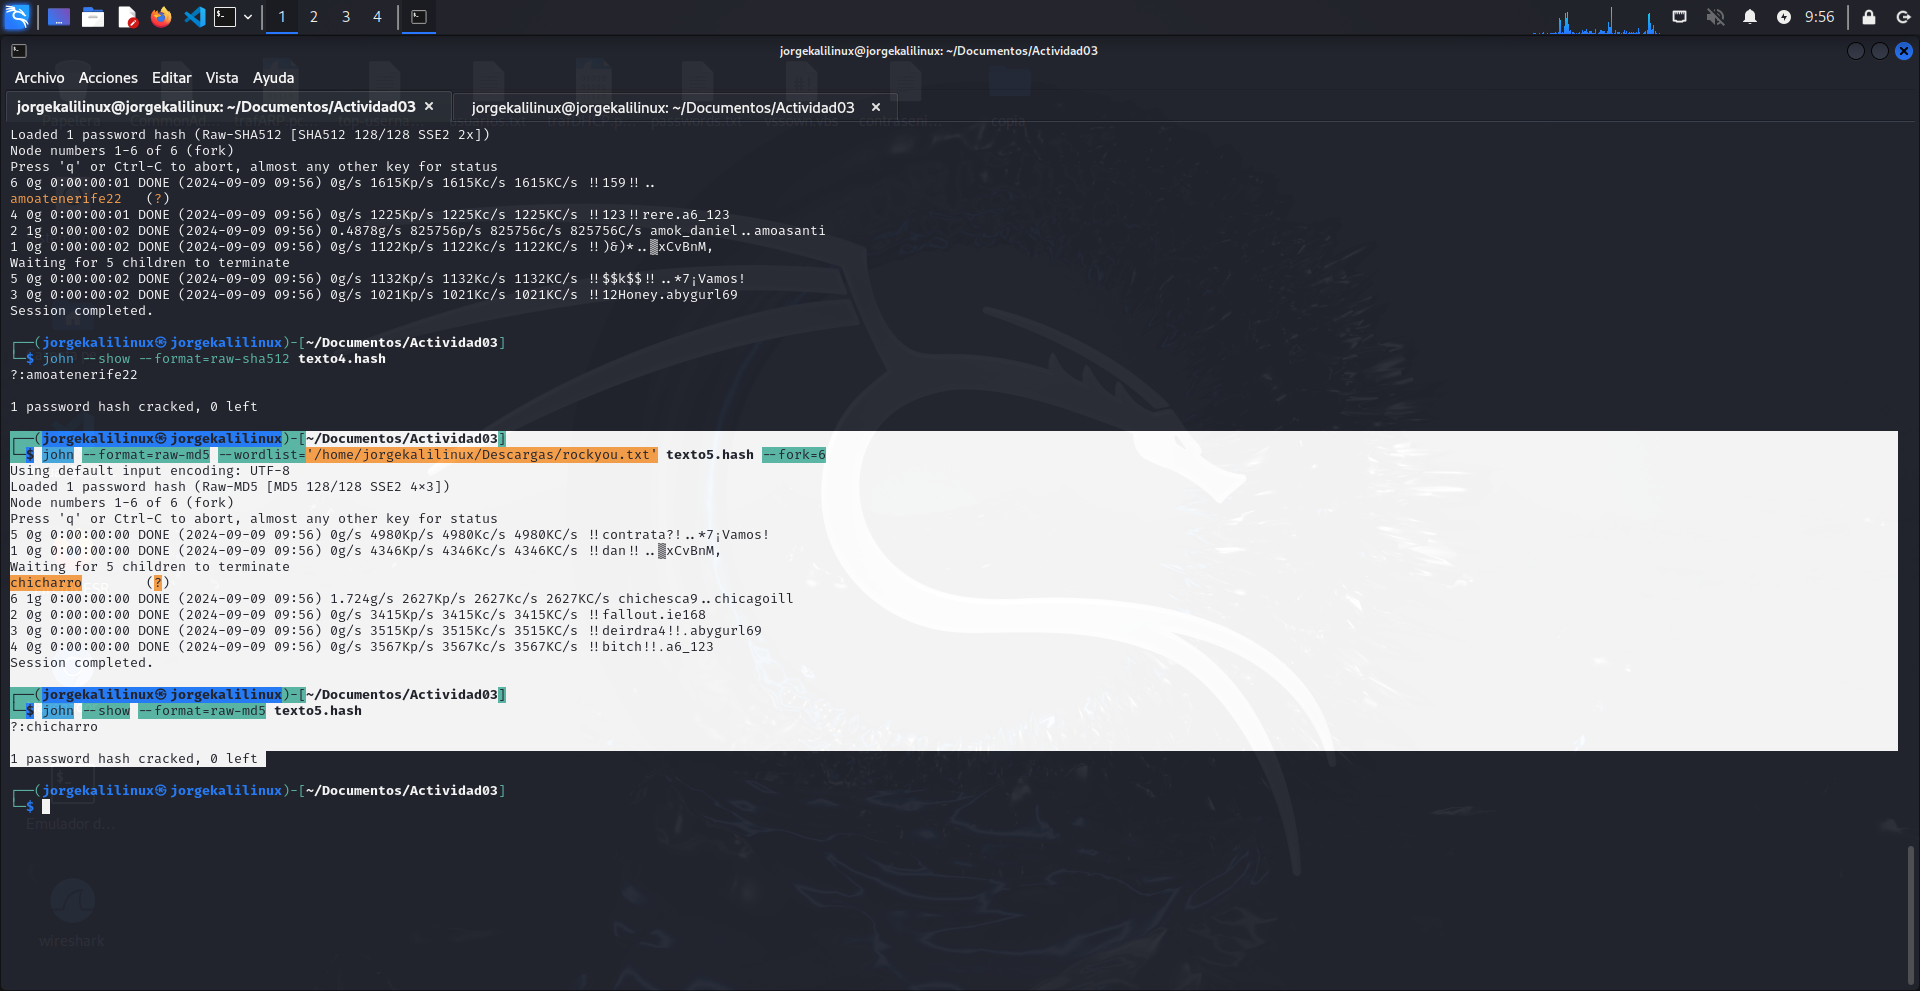 1 2 3 4 9:56
jorgekalilinux@jorgekalilinux: ~/Documentos/Actividad03
Archivo Acciones Editar Vista Ayuda
jorgekalilinux@jorgekalilinux: ~/Documentos/Actividad03 × jorgekalilinux@jorgekalilinux: ~/Documentos/Actividad03 ×
Loaded 1 password hash (Raw-SHA512 [SHA512 128/128 SSE2 2x])
Node numbers 1-6 of 6 (fork)
Press 'q' or Ctrl-C to abort, almost any other key for status
6 0g 0:00:00:01 DONE (2024-09-09 09:56) 0g/s 1615Kp/s 1615Kc/s 1615KC/s !!159!!..
amoatenerife22   (?)
4 0g 0:00:00:01 DONE (2024-09-09 09:56) 0g/s 1225Kp/s 1225Kc/s 1225KC/s !!123!!rere.a6_123
2 1g 0:00:00:02 DONE (2024-09-09 09:56) 0.4878g/s 825756p/s 825756c/s 825756C/s amok_daniel..amoasanti
1 0g 0:00:00:02 DONE (2024-09-09 09:56) 0g/s 1122Kp/s 1122Kc/s 1122KC/s !!)&)*..▒xCvBnM,
Waiting for 5 children to terminate
5 0g 0:00:00:02 DONE (2024-09-09 09:56) 0g/s 1132Kp/s 1132Kc/s 1132KC/s !!$$k$$!!..*7¡Vamos!
3 0g 0:00:00:02 DONE (2024-09-09 09:56) 0g/s 1021Kp/s 1021Kc/s 1021KC/s !!12Honey.abygurl69
Session completed.
┌──(jorgekalilinux㉿jorgekalilinux)-[~/Documentos/Actividad03]
└─$ john --show --format=raw-sha512 texto4.hash
?:amoatenerife22
1 password hash cracked, 0 left
┌──(jorgekalilinux㉿jorgekalilinux)-[~/Documentos/Actividad03]
└─$ john --format=raw-md5 --wordlist='/home/jorgekalilinux/Descargas/rockyou.txt' texto5.hash --fork=6
Using default input encoding: UTF-8
Loaded 1 password hash (Raw-MD5 [MD5 128/128 SSE2 4×3])
Node numbers 1-6 of 6 (fork)
Press 'q' or Ctrl-C to abort, almost any other key for status
5 0g 0:00:00:00 DONE (2024-09-09 09:56) 0g/s 4980Kp/s 4980Kc/s 4980KC/s !!contrata?!..*7¡Vamos!
1 0g 0:00:00:00 DONE (2024-09-09 09:56) 0g/s 4346Kp/s 4346Kc/s 4346KC/s !!dan!!..▒xCvBnM,
Waiting for 5 children to terminate
chicharro        (?)
6 1g 0:00:00:00 DONE (2024-09-09 09:56) 1.724g/s 2627Kp/s 2627Kc/s 2627KC/s chichesca9..chicagoill
2 0g 0:00:00:00 DONE (2024-09-09 09:56) 0g/s 3415Kp/s 3415Kc/s 3415KC/s !!fallout.ie168
3 0g 0:00:00:00 DONE (2024-09-09 09:56) 0g/s 3515Kp/s 3515Kc/s 3515KC/s !!deirdra4!!.abygurl69
4 0g 0:00:00:00 DONE (2024-09-09 09:56) 0g/s 3567Kp/s 3567Kc/s 3567KC/s !!bitch!!.a6_123
Session completed.
┌──(jorgekalilinux㉿jorgekalilinux)-[~/Documentos/Actividad03]
└─$ john --show --format=raw-md5 texto5.hash
?:chicharro
1 password hash cracked, 0 left
┌──(jorgekalilinux㉿jorgekalilinux)-[~/Documentos/Actividad03]
└─$
Emulador d...
wireshark